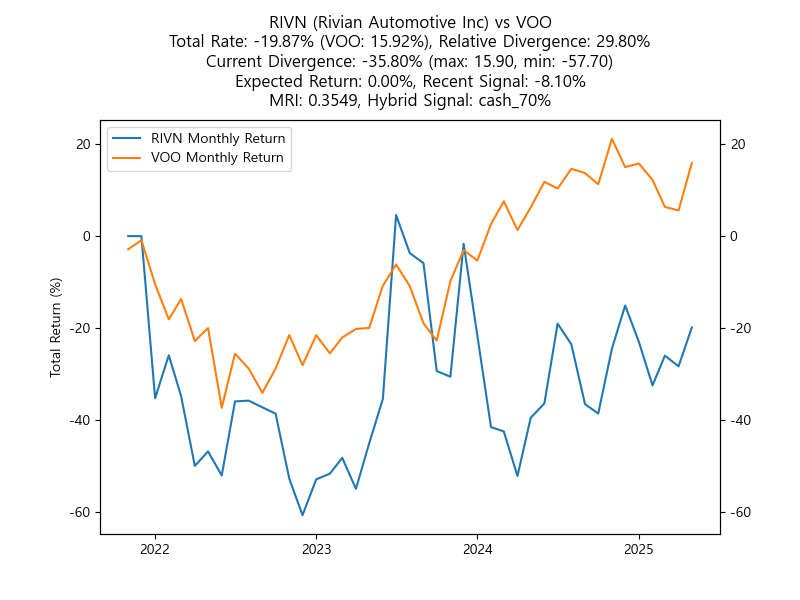 RIVN (Rivian Automotive Inc) vs VOO
Total Rate: -19.87% (VOO: 15.92%), Relative Divergence: 29.80%
Current Divergence: -35.80% (max: 15.90, min: -57.70)
Expected Return: 0.00%, Recent Signal: -8.10%
MRI: 0.3549, Hybrid Signal: cash_70%
RIVN Monthly Return
VOO Monthly Return
Total Return (%)
20
0
-20
-40
-60
20
0
-20
-40
-60
2022
2023
2024
2025